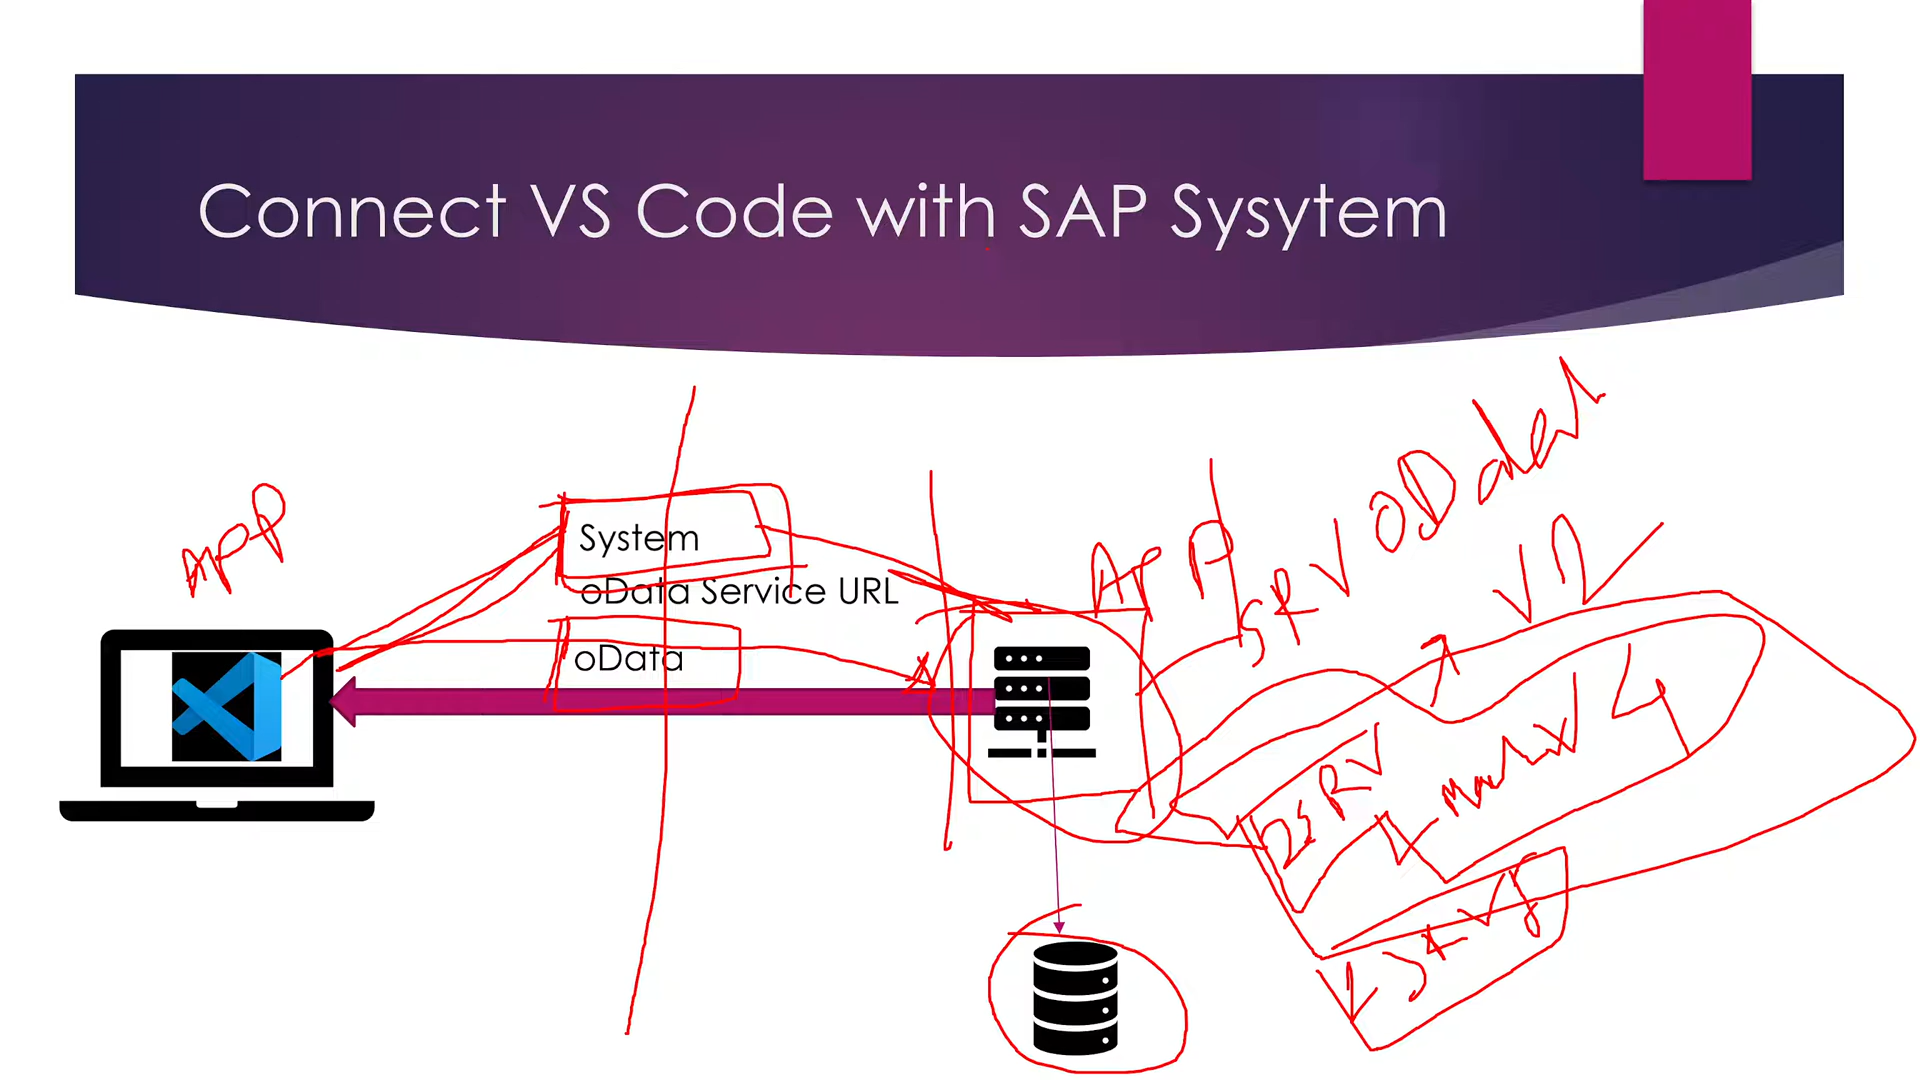 Connect VS Code with SAP Sysytem
System
oData Service URL
oData
APP
APP
SRV
V2
V4